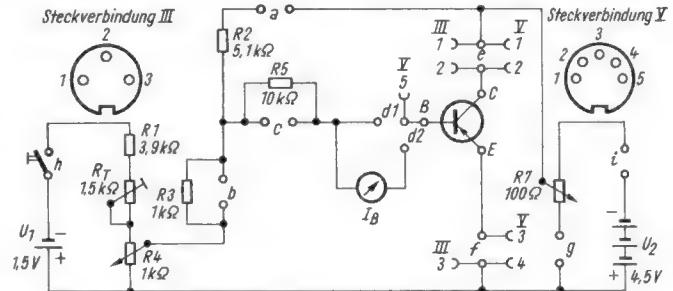 Steckverbindung III
2
1 3
h
R1
3,9kΩ
RT
1,5kΩ
U1
1,5V
−
+
R4
1kΩ
R2
5,1kΩ
a
R5
10kΩ
c
R3
1kΩ
b
d1
V
5
B
d2
IB
III V
1 1
e
2 2
C
E
V
3
f
III
3 4
Steckverbindung V
3
2 4
1 5
R7
100Ω
i
g
−
U2
+
4,5V